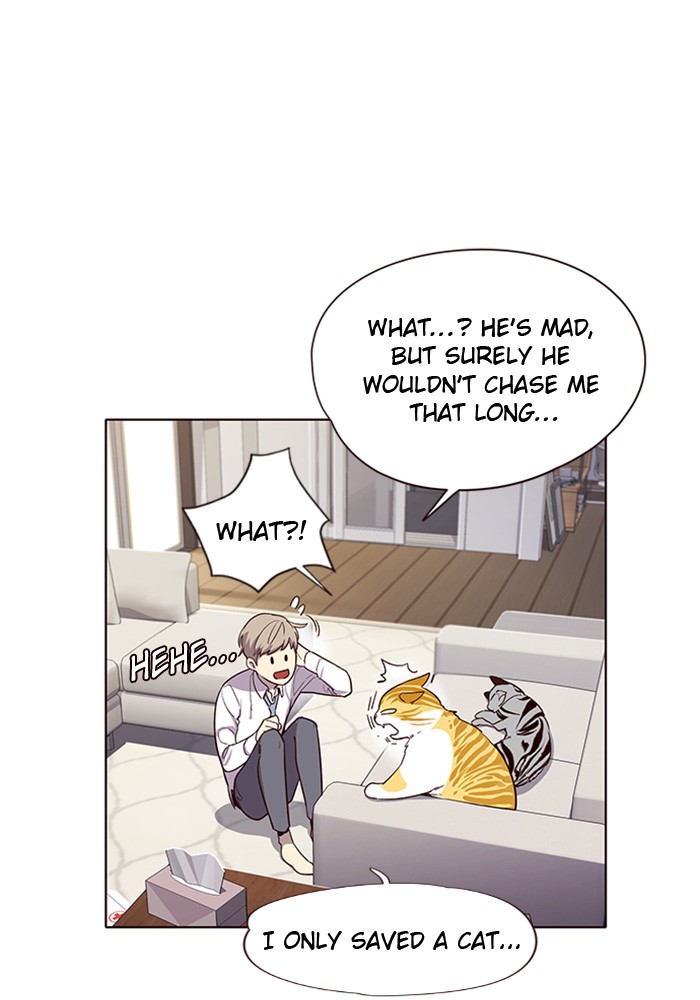 WHAT...? HE'S MAD,
BUT SURELY HE
WOULDN'T CHASE ME
THAT LONG...
WHAT?!
HEHE...
I ONLY SAVED A CAT...